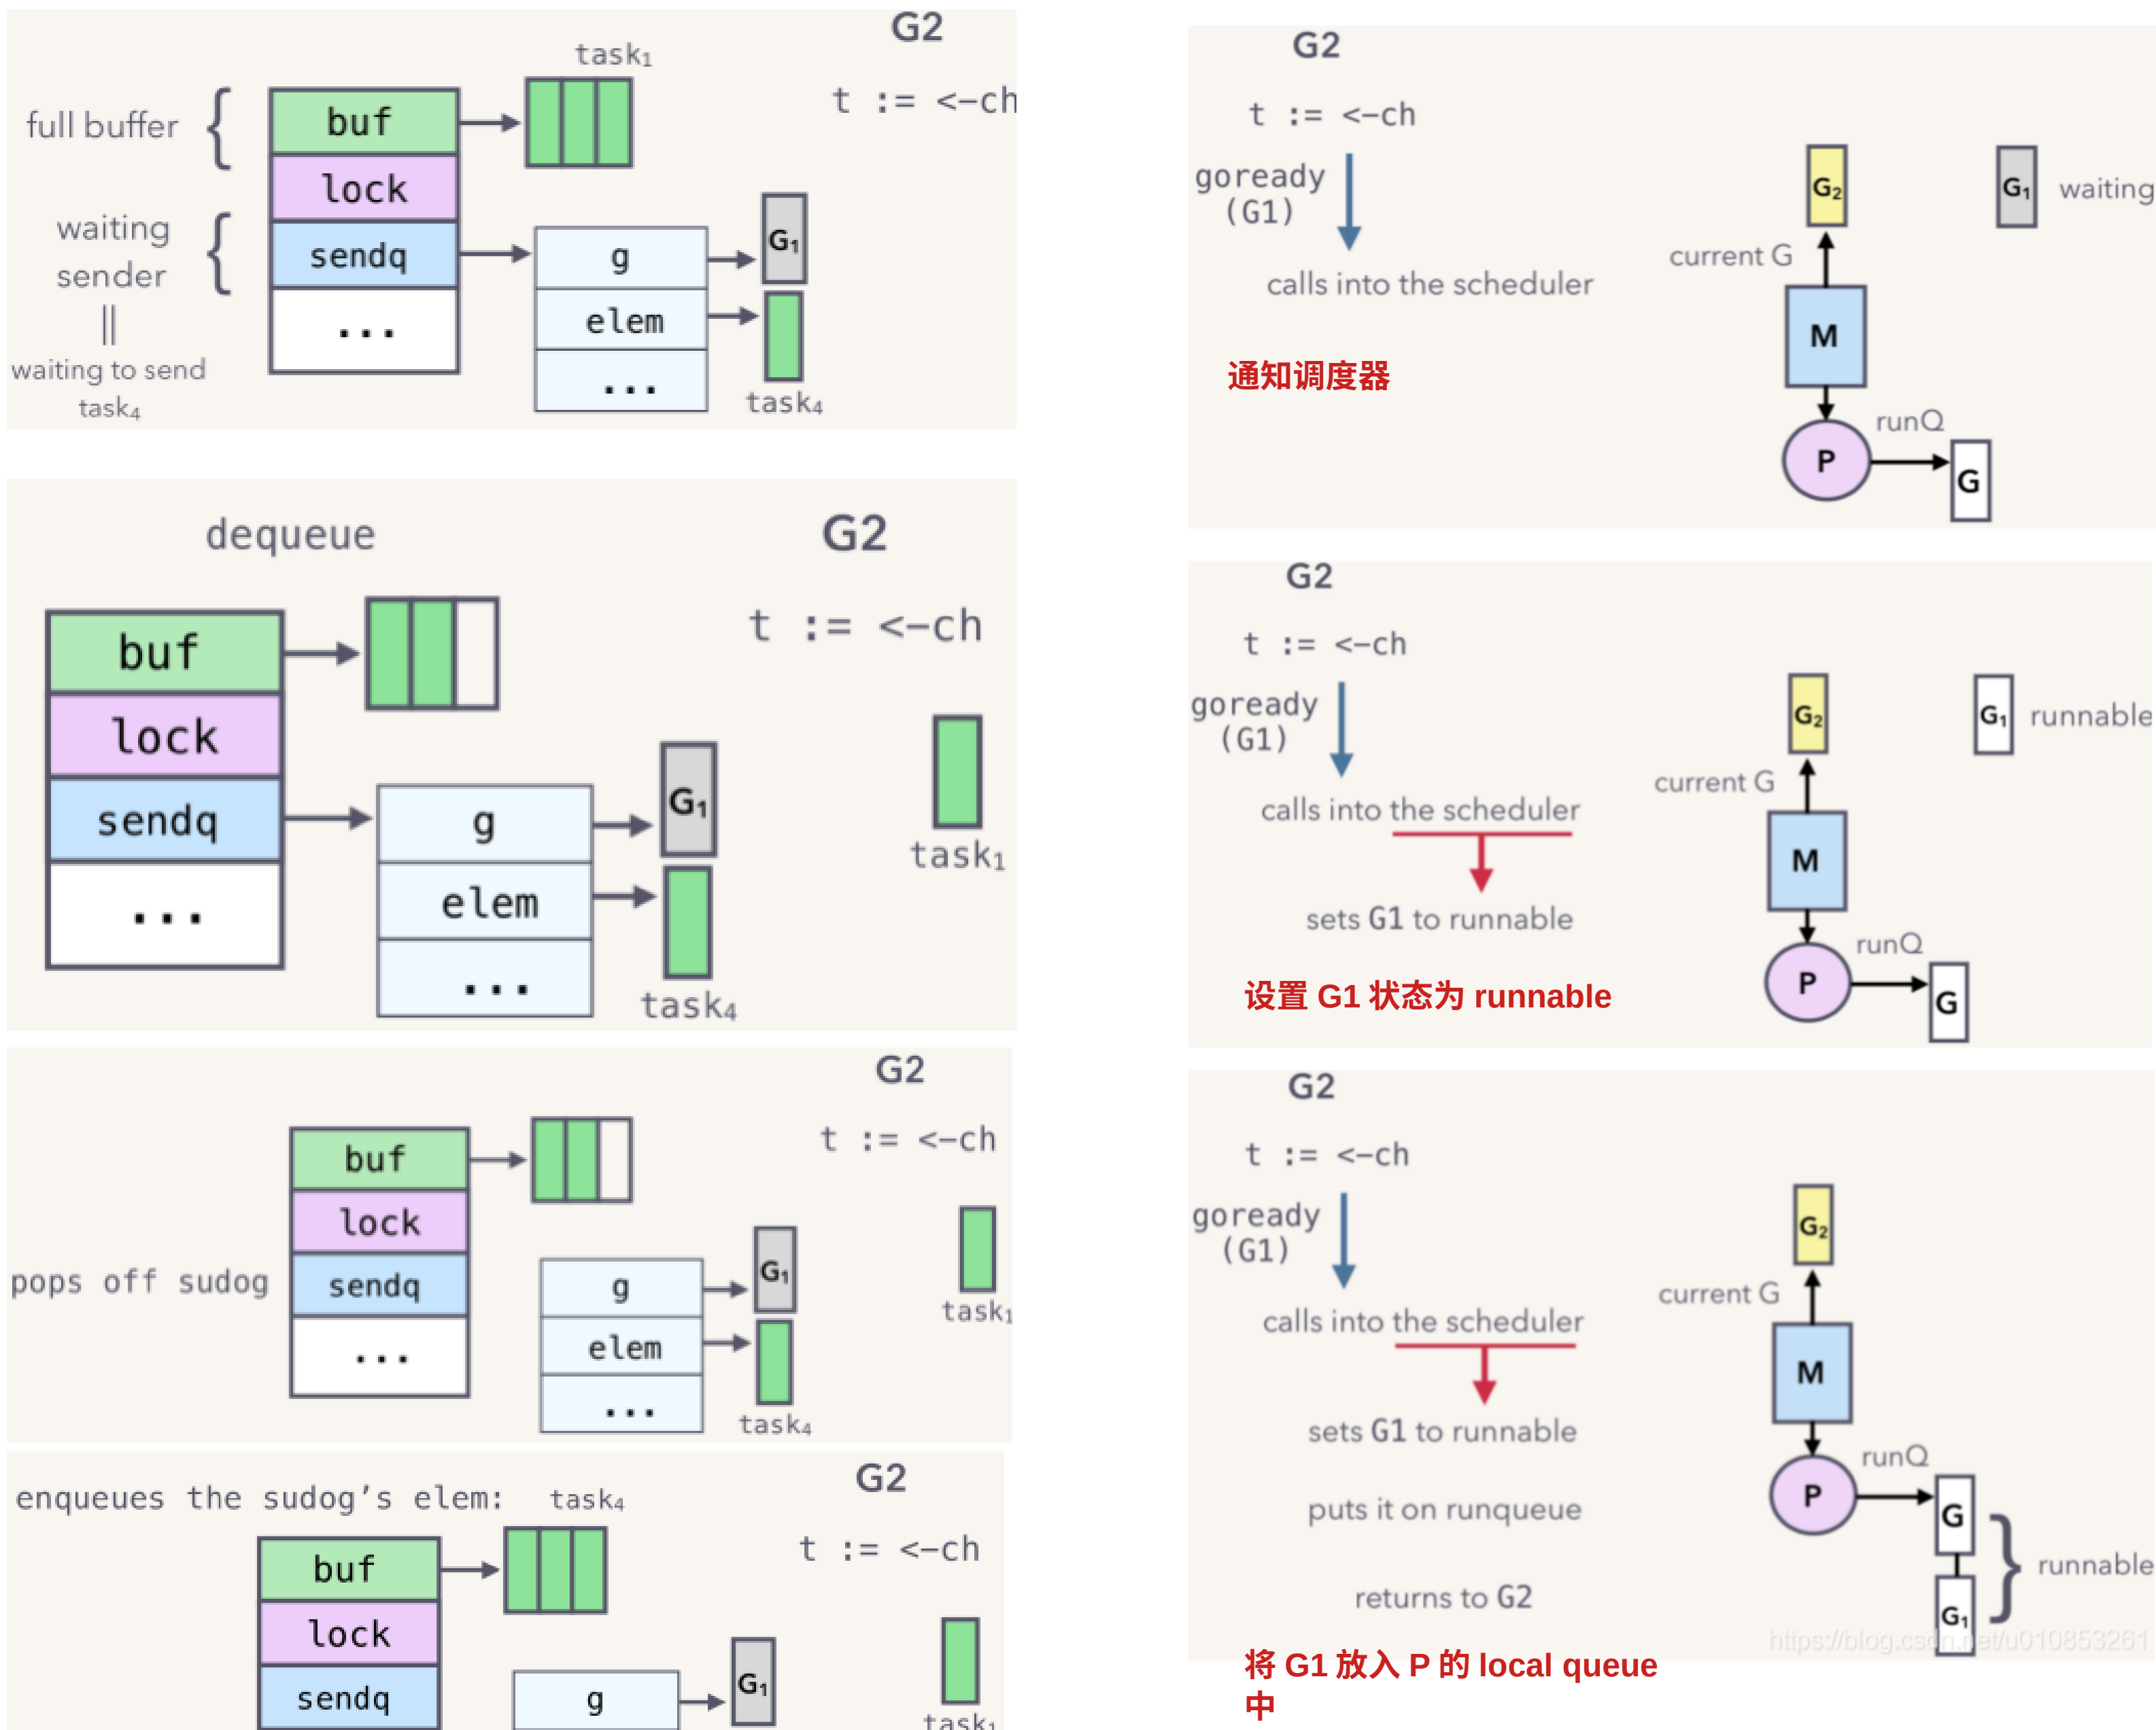 G2
task₁
t := <-ch
full buffer
buf
lock
waiting
sender
sendq
g
G₁
||
elem
...
waiting to send
task₄
...
task₄
dequeue
G2
t := <-ch
buf
lock
G₁
sendq
g
task₁
elem
...
...
task₄
G2
t := <-ch
buf
lock
pops off sudog
sendq
g
G₁
task₁
elem
...
...
task₄
G2
enqueues the sudog's elem: task₄
t := <-ch
buf
lock
sendq
g
G₁
task₁
G2
t := <-ch
goready
(G1)
calls into the scheduler
通知调度器
G₂
G₁
waiting
current G
M
runQ
P
G
G2
t := <-ch
goready
(G1)
calls into the scheduler
sets G1 to runnable
设置 G1 状态为 runnable
G₂
G₁
runnable
current G
M
runQ
P
G
G2
t := <-ch
goready
(G1)
calls into the scheduler
sets G1 to runnable
puts it on runqueue
returns to G2
将 G1 放入 P 的 local queue
中
G₂
current G
M
runQ
P
G
runnable
G₁
https://blog.csdn.net/u010853261